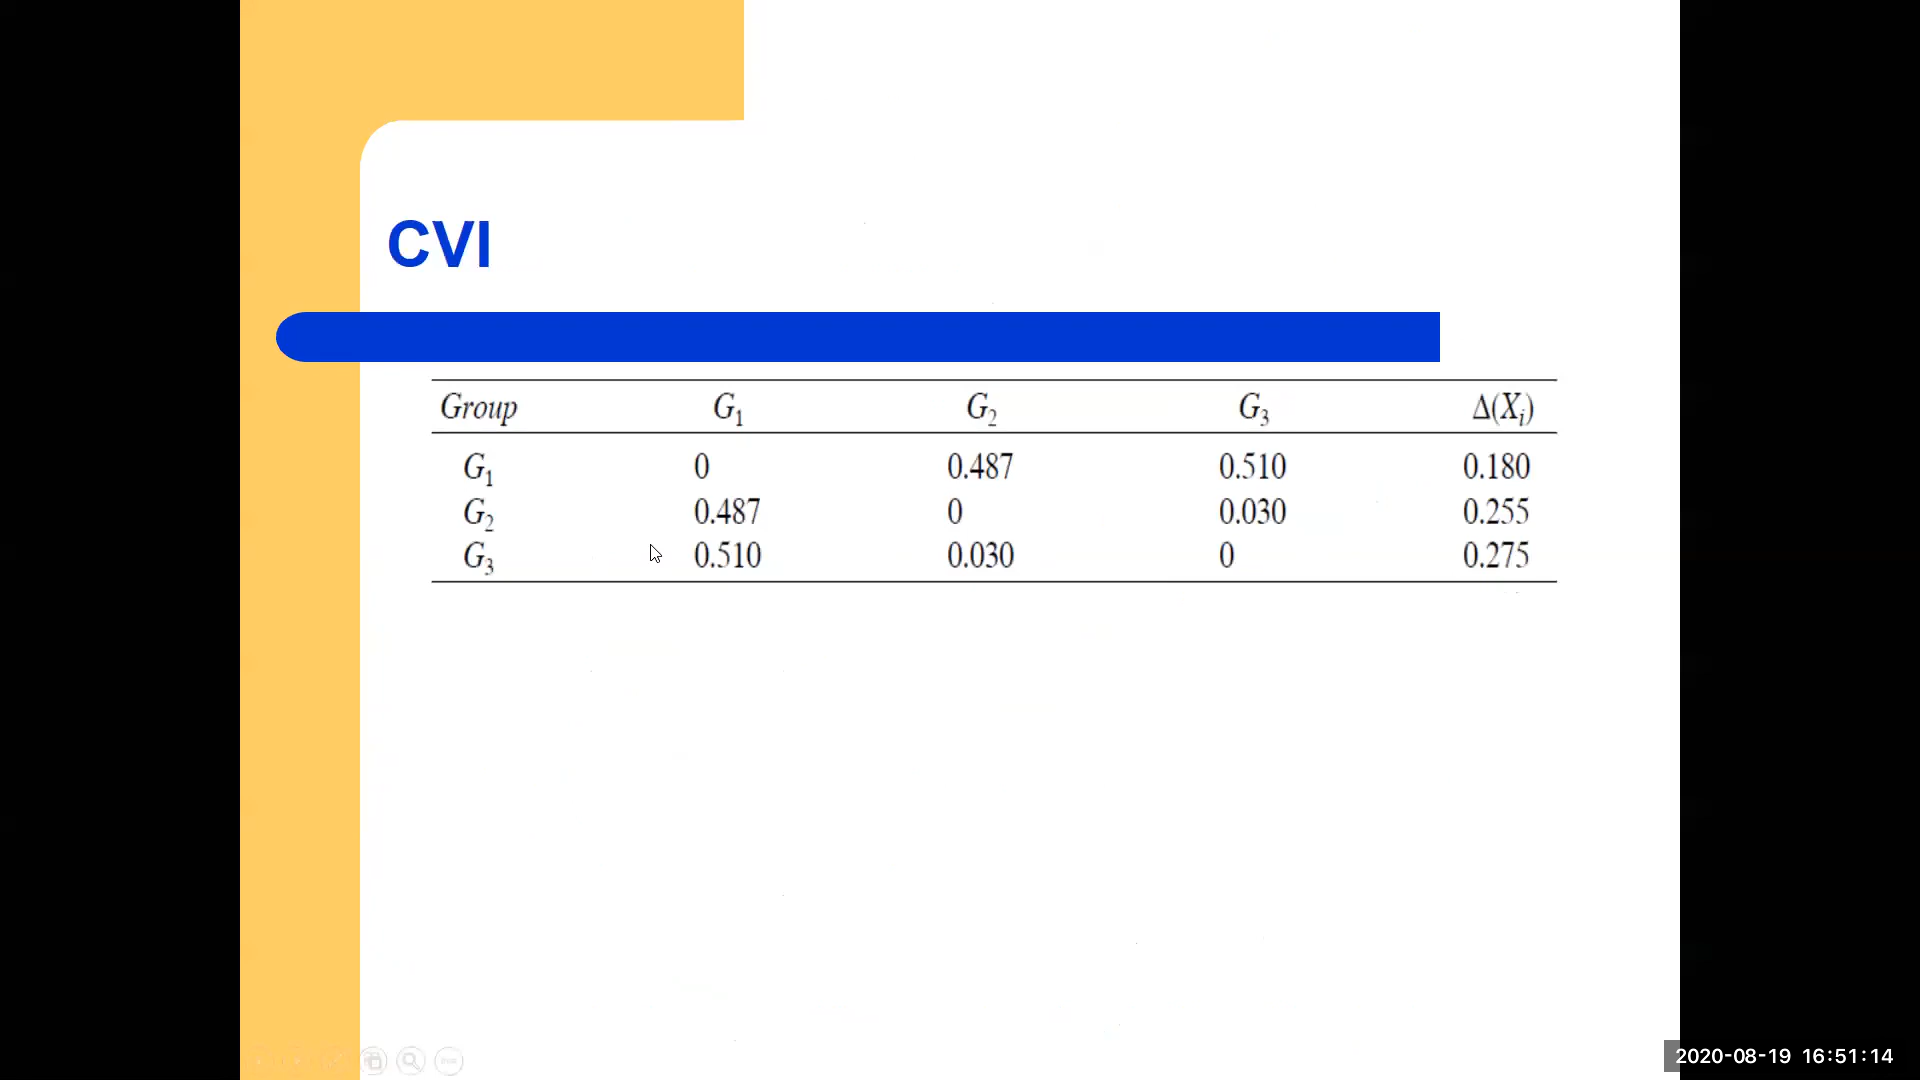 CVI
Group G₁ G₂ G₃ Δ(Xᵢ)
G₁ 0 0.487 0.510 0.180
G₂ 0.487 0 0.030 0.255
G₃ 0.510 0.030 0 0.275
2020-08-19 16:51:14